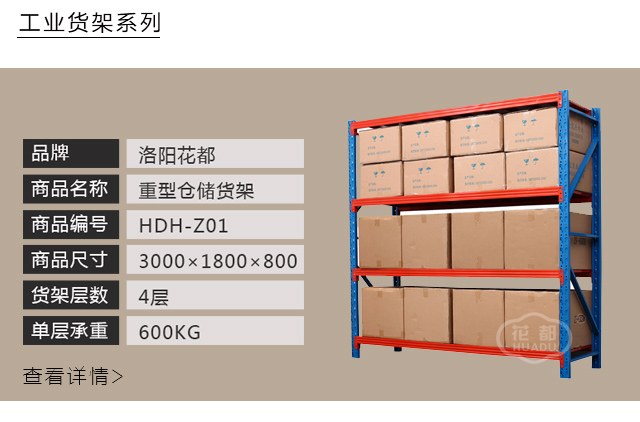 工业货架系列
品牌
洛阳花都
商品名称
重型仓储货架
商品编号
HDH-Z01
商品尺寸
3000×1800×800
货架层数
4层
单层承重
600KG
查看详情>
花都
HUADU